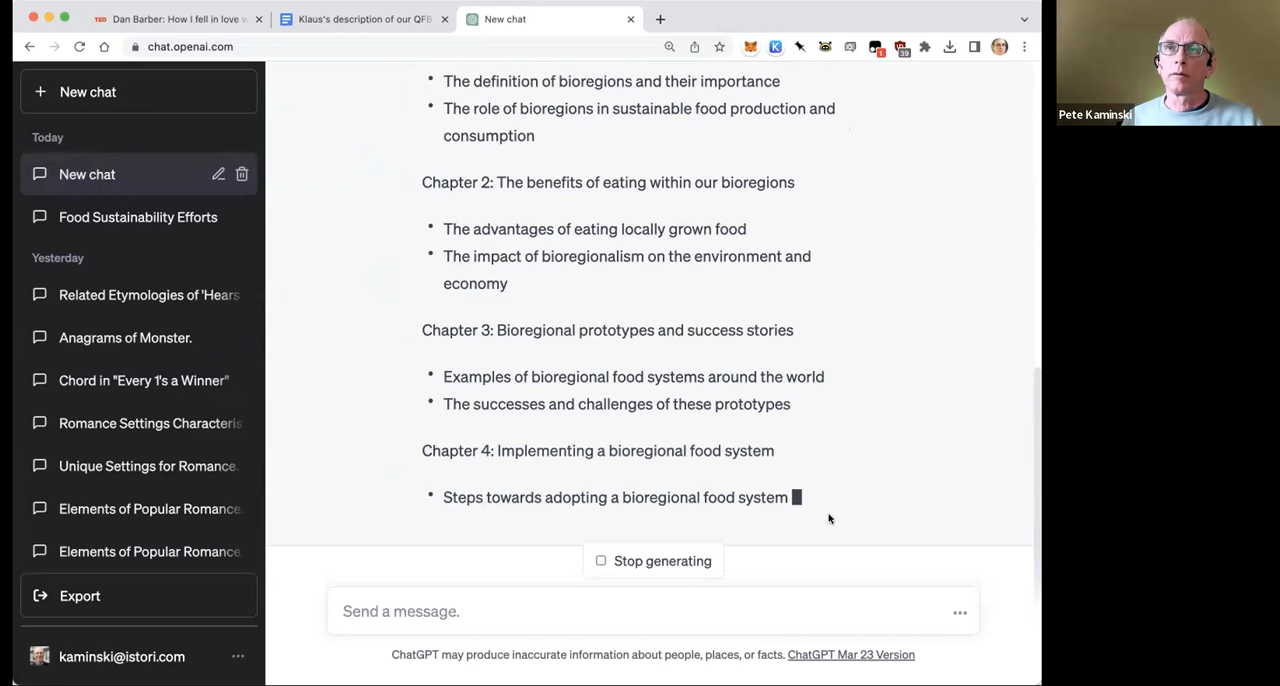 TED Dan Barber: How I fell in love w
Klaus's description of our QFB
New chat
chat.openai.com
1
39
New chat
Today
New chat
Food Sustainability Efforts
Yesterday
Related Etymologies of 'Hears
Anagrams of Monster.
Chord in "Every 1's a Winner"
Romance Settings Characteris
Unique Settings for Romance.
Elements of Popular Romance.
Elements of Popular Romance.
Export
kaminski@istori.com
• The definition of bioregions and their importance
• The role of bioregions in sustainable food production and
consumption
Chapter 2: The benefits of eating within our bioregions
• The advantages of eating locally grown food
• The impact of bioregionalism on the environment and
economy
Chapter 3: Bioregional prototypes and success stories
• Examples of bioregional food systems around the world
• The successes and challenges of these prototypes
Chapter 4: Implementing a bioregional food system
• Steps towards adopting a bioregional food system
Stop generating
Send a message.
ChatGPT may produce inaccurate information about people, places, or facts. ChatGPT Mar 23 Version
Pete Kaminski